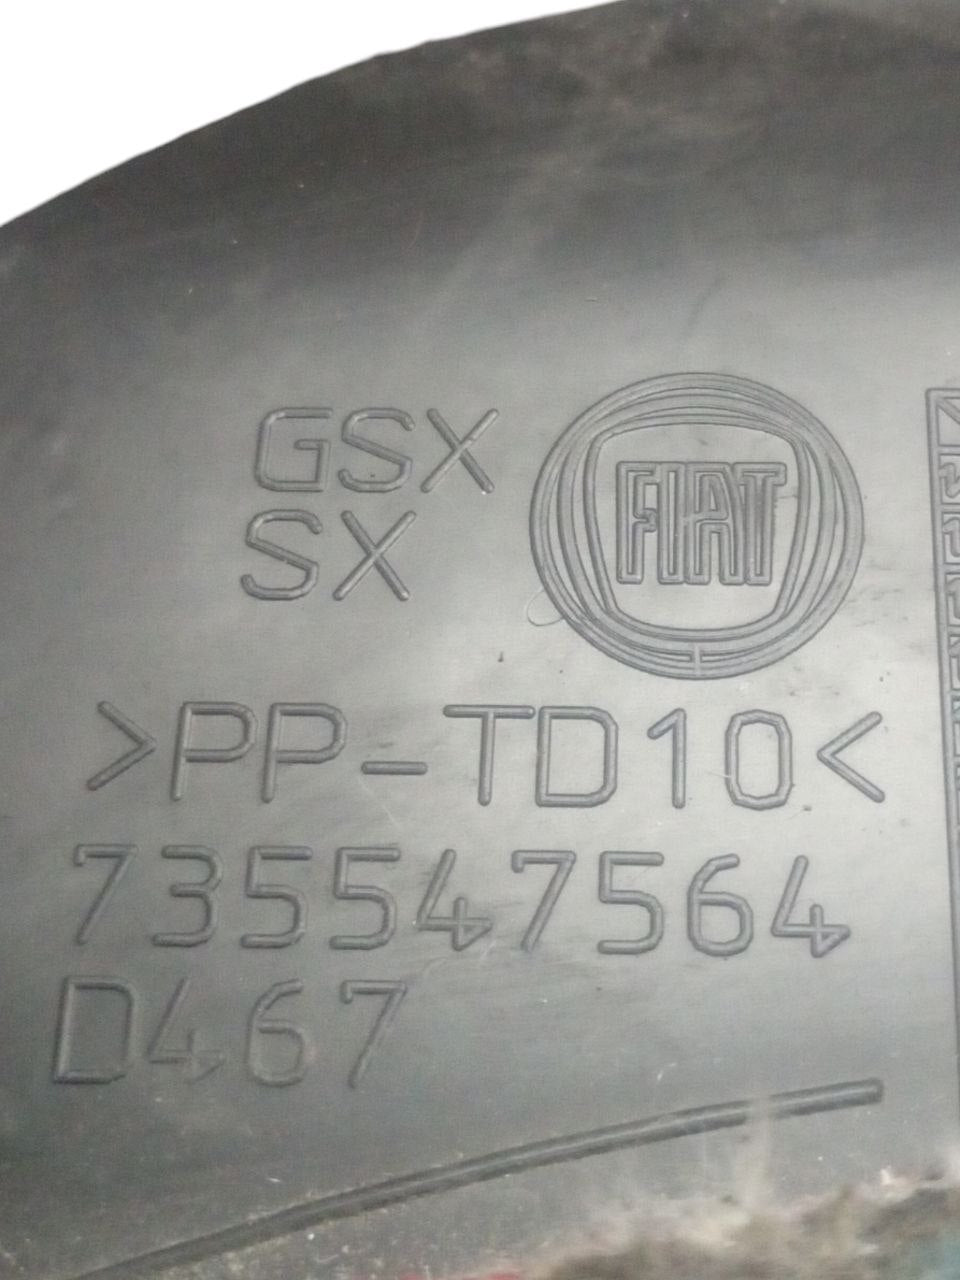 GSX
SX
FIAT
>PP-TD10<
735547564
D467